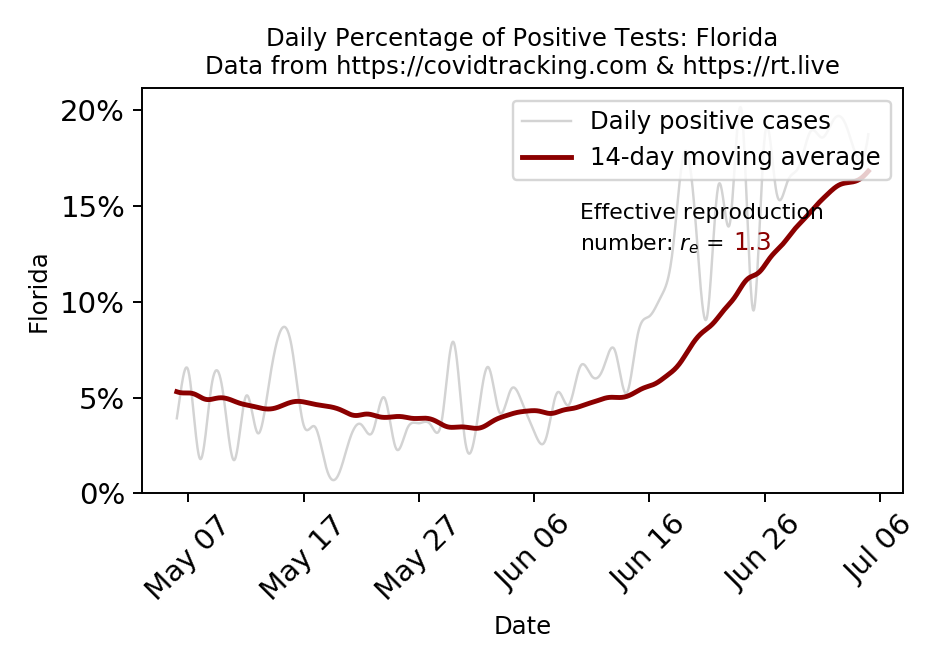 Daily Percentage of Positive Tests: Florida
Data from https://covidtracking.com & https://rt.live
20%
15%
10%
5%
0%
Florida
Daily positive cases
14-day moving average
Effective reproduction
number: rₑ = 1.3
May 07
May 17
May 27
Jun 06
Jun 16
Jun 26
Jul 06
Date